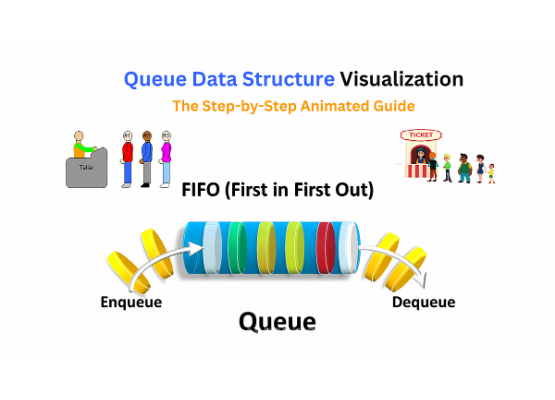 Queue Data Structure Visualization
The Step-by-Step Animated Guide
TICKET
Teller
FIFO (First in First Out)
Enqueue
Dequeue
Queue